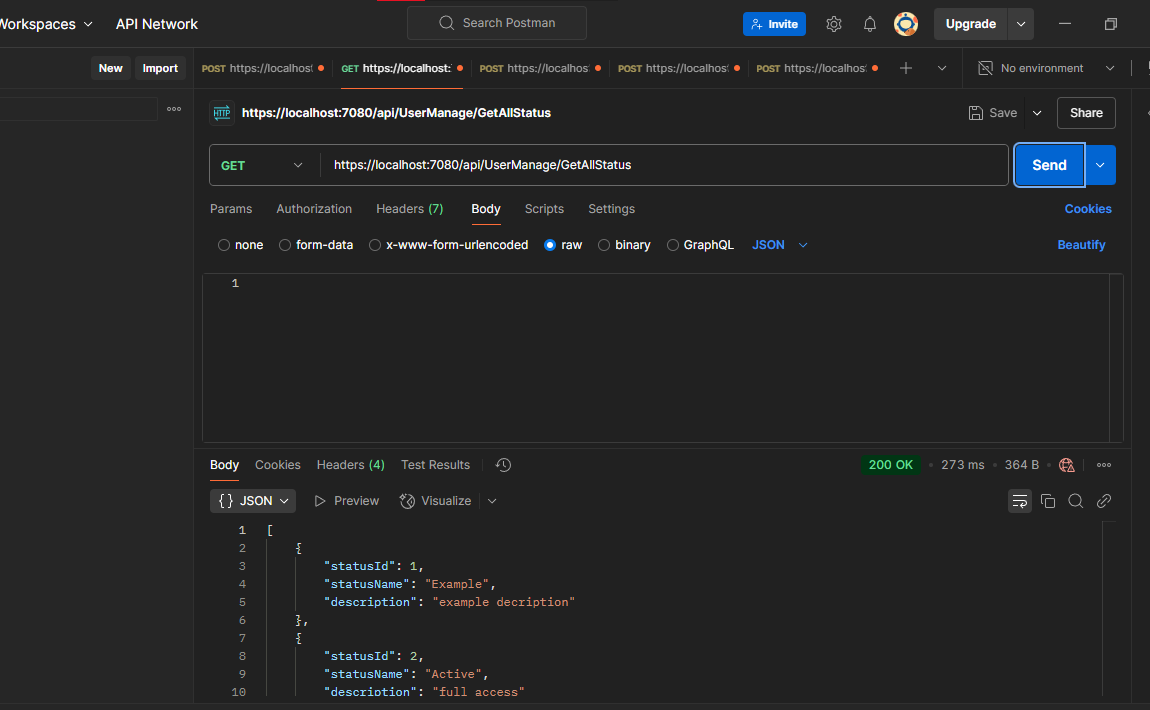 Workspaces API Network Search Postman Invite Upgrade
New Import POST https://localhost GET https://localhost: POST https://localhos POST https://localhost POST https://localhost No environment
HTTP https://localhost:7080/api/UserManage/GetAllStatus Save Share
GET https://localhost:7080/api/UserManage/GetAllStatus Send
Params Authorization Headers (7) Body Scripts Settings Cookies
none form-data x-www-form-urlencoded raw binary GraphQL JSON Beautify
1
Body Cookies Headers (4) Test Results 200 OK • 273 ms • 364 B •
{} JSON Preview Visualize
1 [
2 {
3 "statusId": 1,
4 "statusName": "Example",
5 "description": "example decription"
6 },
7 {
8 "statusId": 2,
9 "statusName": "Active",
10 "description": "full access"